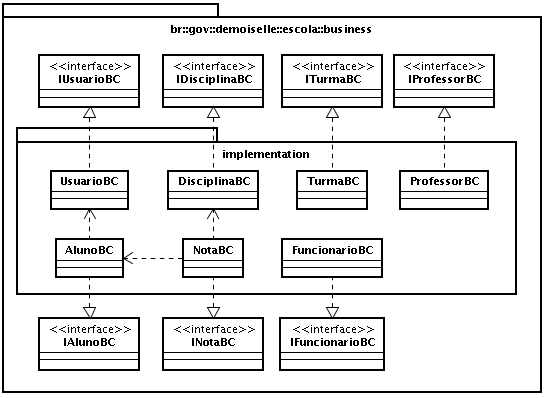 br::gov::demoiselle::escola::business
<<interface>> <<interface>> <<interface>> <<interface>>
IUsuarioBC IDisciplinaBC ITurmaBC IProfessorBC
implementation
UsuarioBC DisciplinaBC TurmaBC ProfessorBC
AlunoBC NotaBC FuncionarioBC
<<interface>> <<interface>> <<interface>>
IAlunoBC INotaBC IFuncionarioBC